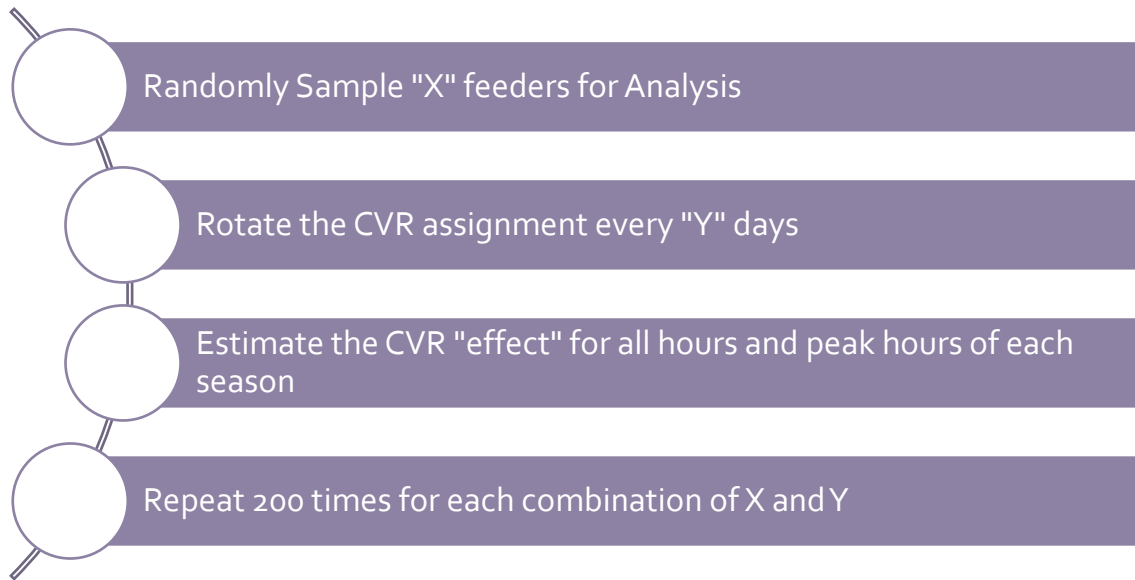 Randomly Sample "X" feeders for Analysis
Rotate the CVR assignment every "Y" days
Estimate the CVR "effect" for all hours and peak hours of each
season
Repeat 200 times for each combination of X and Y